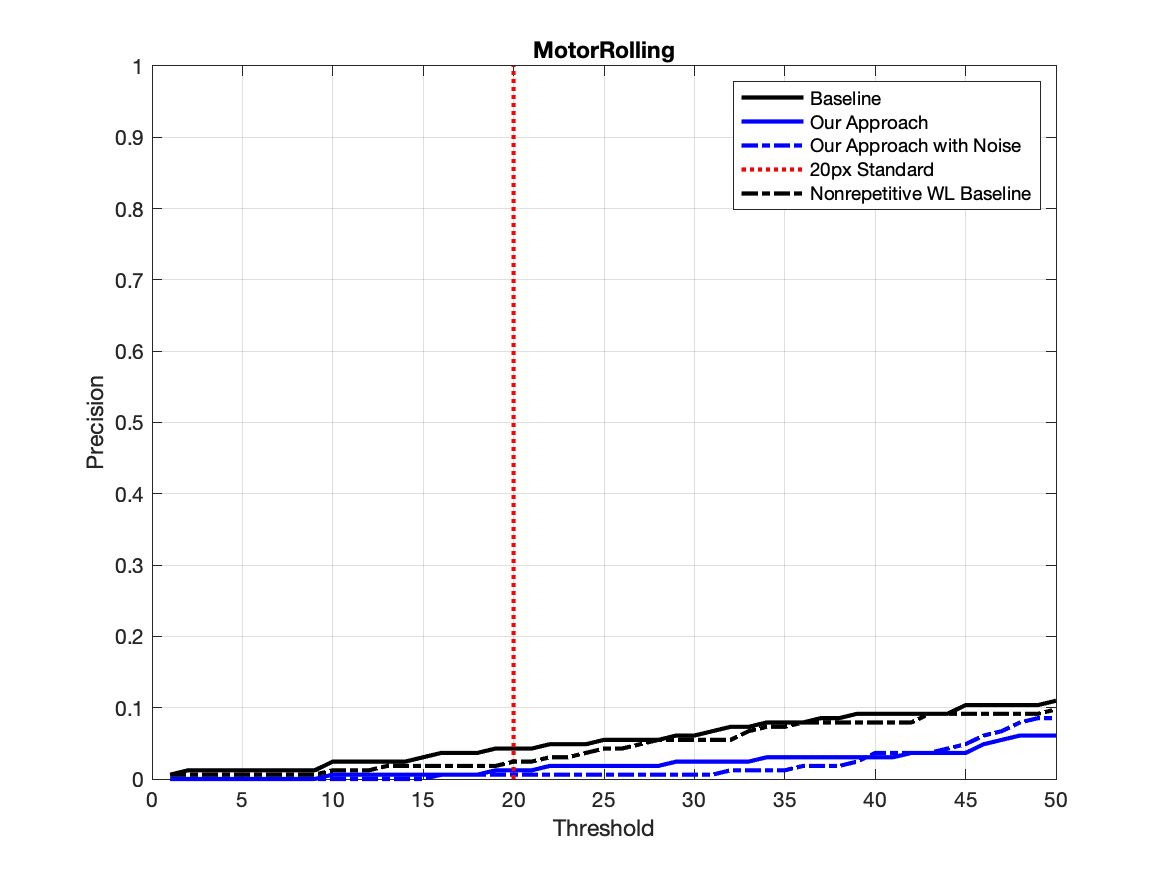 MotorRolling
1
0.9
0.8
0.7
0.6
0.5
0.4
0.3
0.2
0.1
0
Precision
Baseline
Our Approach
Our Approach with Noise
20px Standard
Nonrepetitive WL Baseline
0 5 10 15 20 25 30 35 40 45 50
Threshold